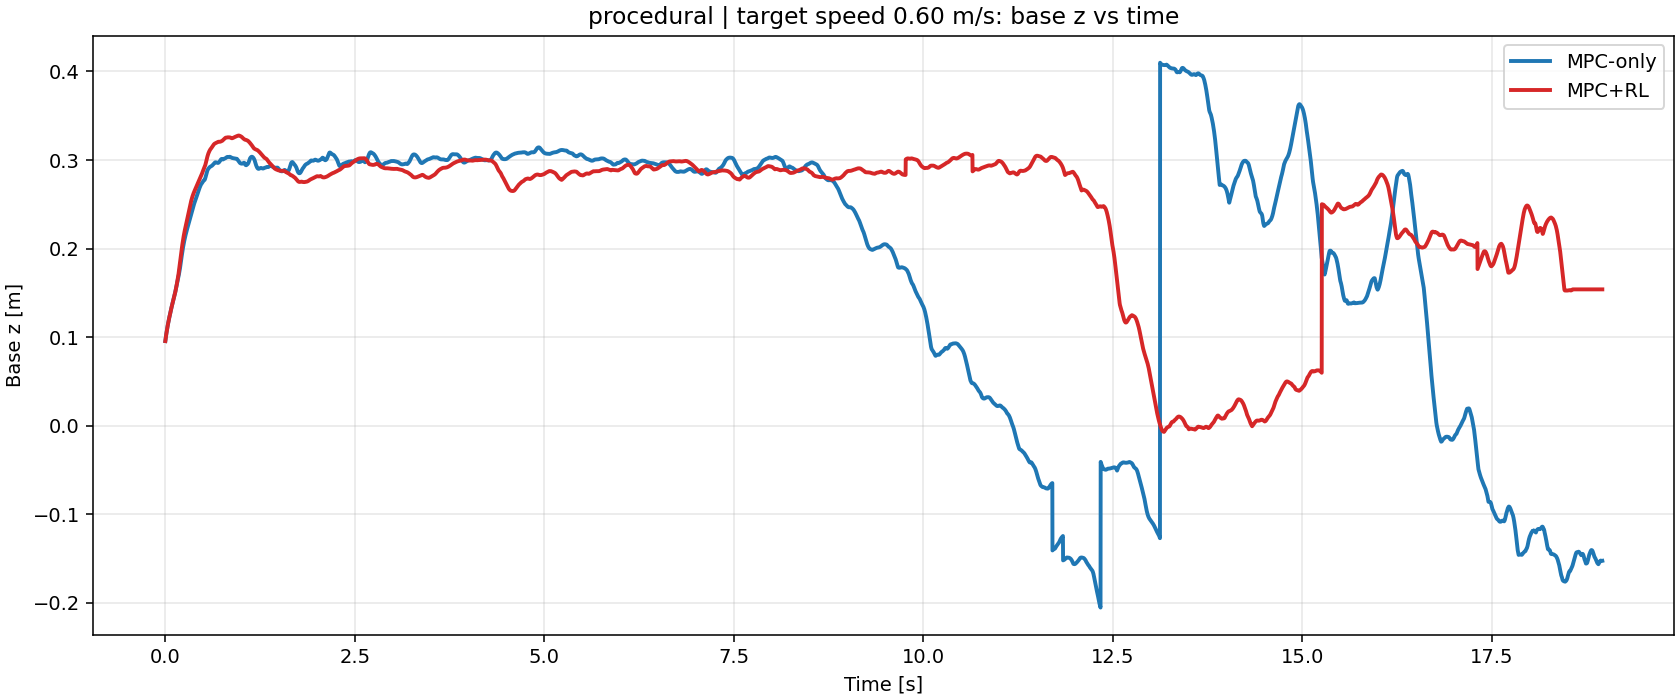 procedural | target speed 0.60 m/s: base z vs time
MPC-only
MPC+RL
Base z [m]
0.4
0.3
0.2
0.1
0.0
−0.1
−0.2
0.0 2.5 5.0 7.5 10.0 12.5 15.0 17.5
Time [s]